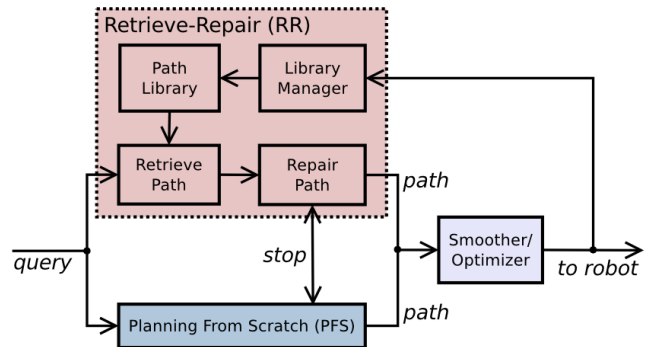 Retrieve-Repair (RR)
Path
Library
Library
Manager
Retrieve
Path
Repair
Path
path
query
stop
Smoother/
Optimizer
to robot
Planning From Scratch (PFS)
path